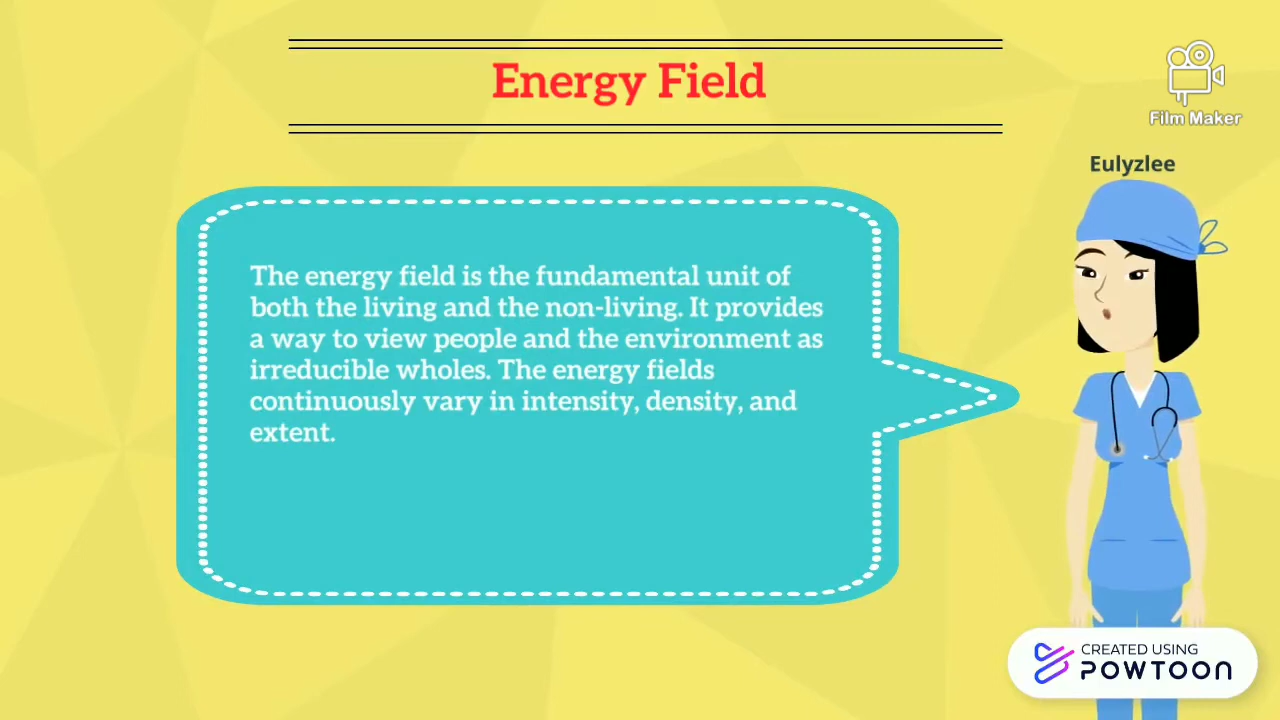 Energy Field
Film Maker
Eulyzlee
The energy field is the fundamental unit of
both the living and the non-living. It provides
a way to view people and the environment as
irreducible wholes. The energy fields
continuously vary in intensity, density, and
extent.
CREATED USING
POWTOON